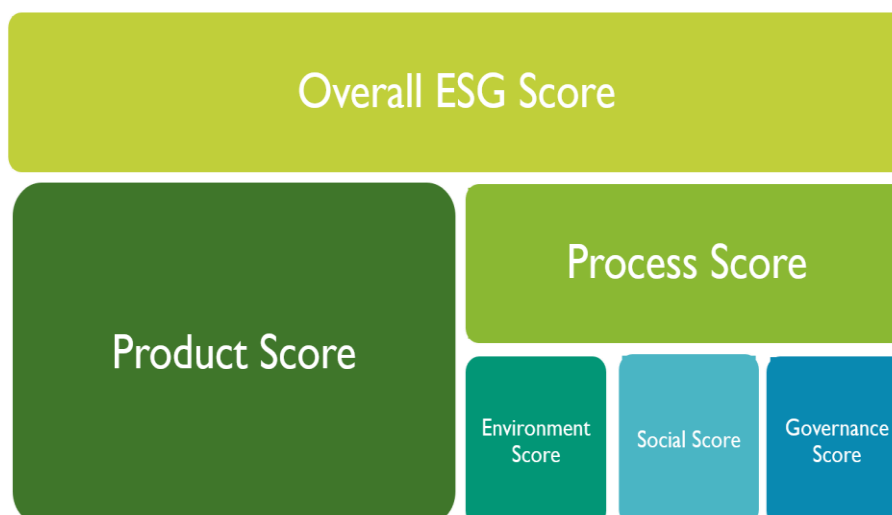 Overall ESG Score
Process Score
Product Score
Environment
Score
Social Score
Governance
Score